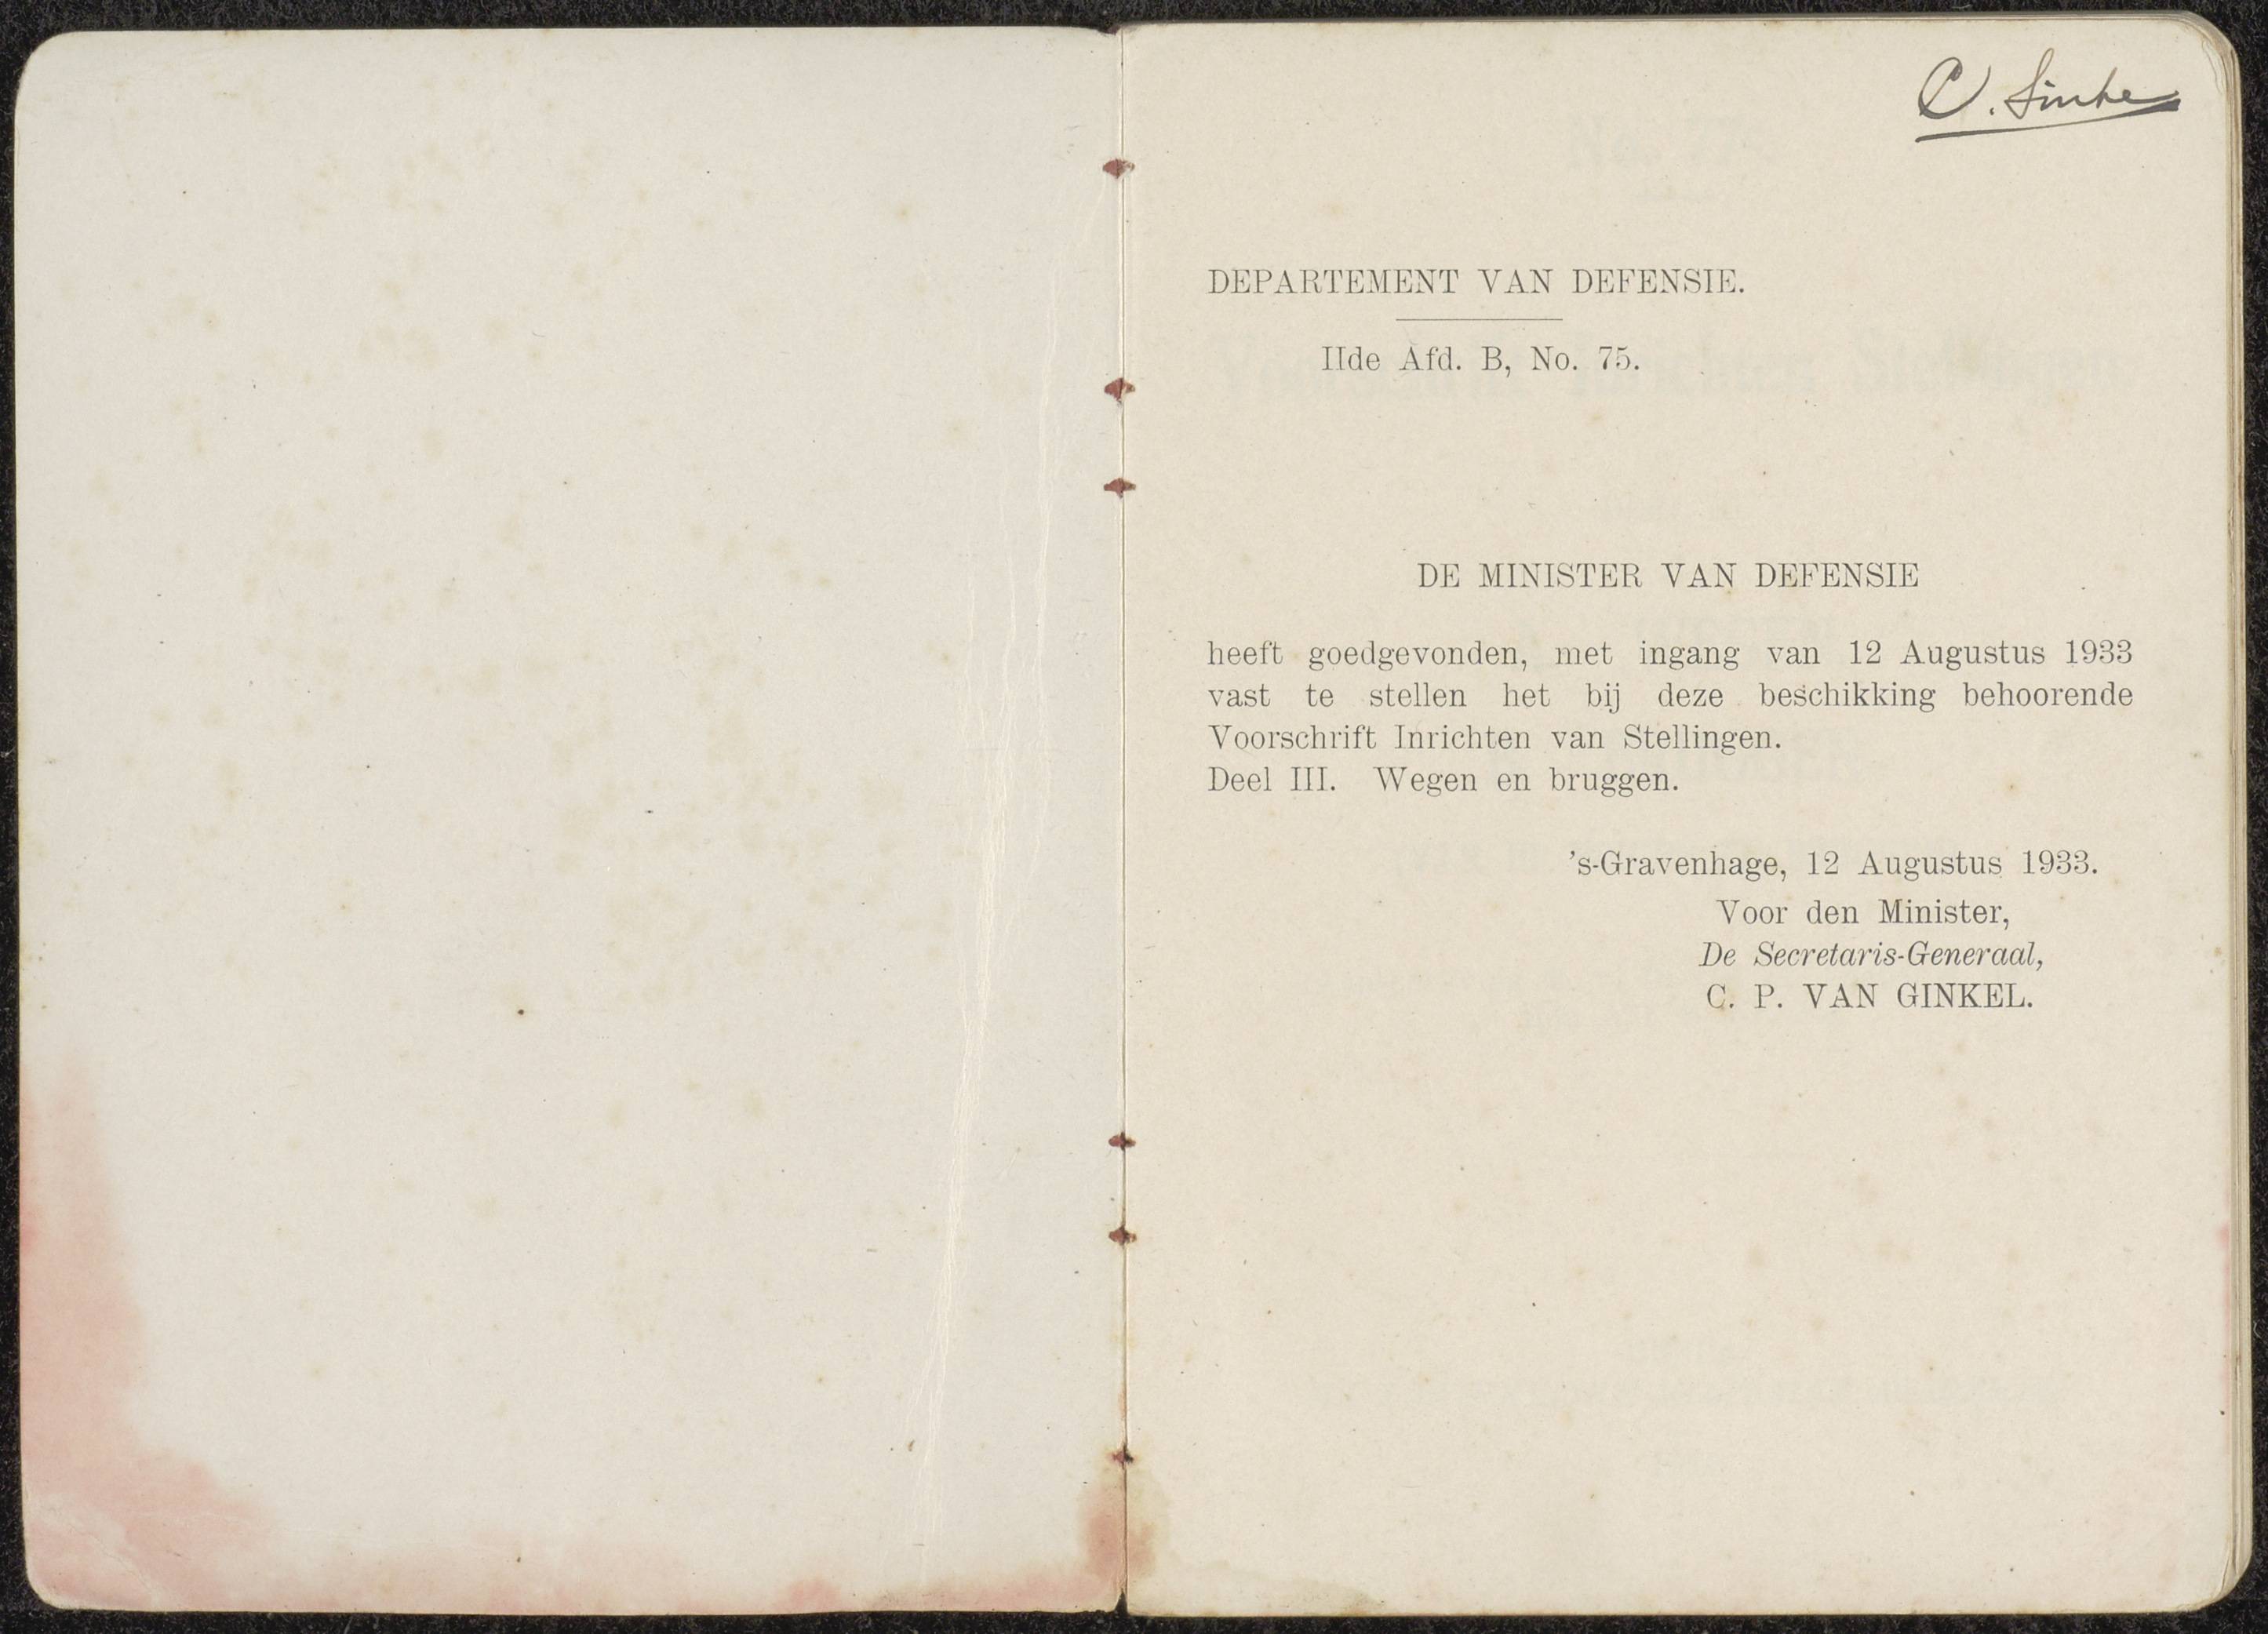 C. Sinke
DEPARTEMENT VAN DEFENSIE.
IIde Afd. B, No. 75.
DE MINISTER VAN DEFENSIE
heeft goedgevonden, met ingang van 12 Augustus 1933
vast te stellen het bij deze beschikking behoorende
Voorschrift Inrichten van Stellingen.
Deel III. Wegen en bruggen.
's-Gravenhage, 12 Augustus 1933.
Voor den Minister,
De Secretaris-Generaal,
C. P. VAN GINKEL.